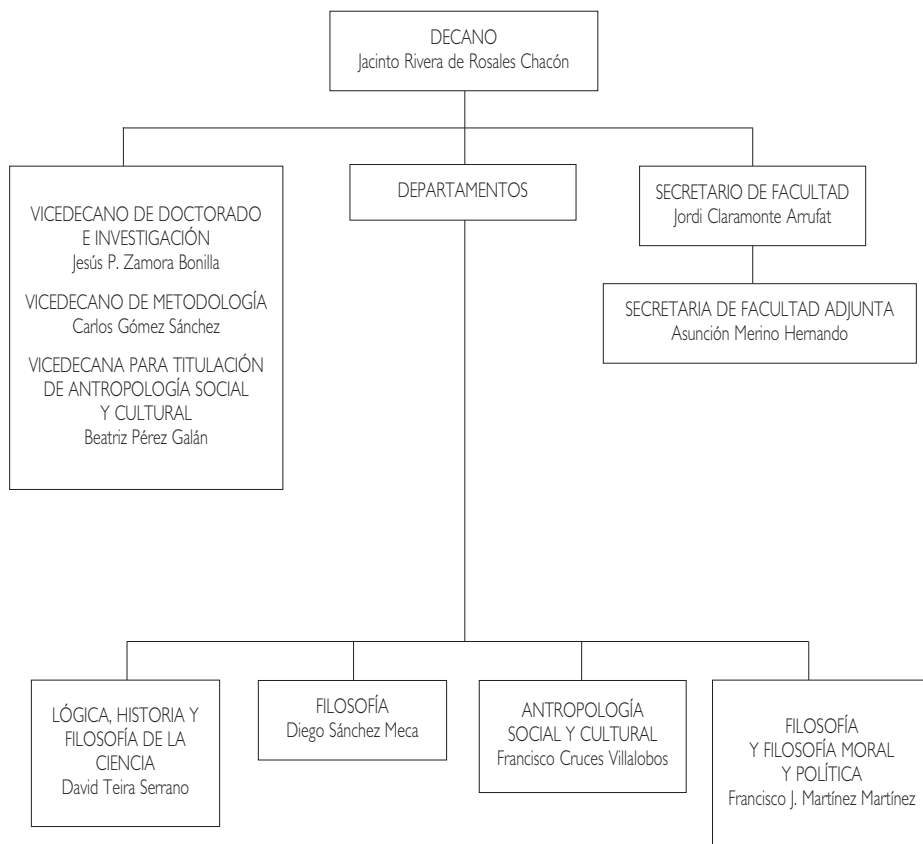 DECANO
Jacinto Rivera de Rosales Chacón
VICEDECANO DE DOCTORADO
E INVESTIGACIÓN
Jesús P. Zamora Bonilla
VICEDECANO DE METODOLOGÍA
Carlos Gómez Sánchez
VICEDECANA PARA TITULACIÓN
DE ANTROPOLOGÍA SOCIAL
Y CULTURAL
Beatriz Pérez Galán
DEPARTAMENTOS
SECRETARIO DE FACULTAD
Jordi Claramonte Arrufat
SECRETARIA DE FACULTAD ADJUNTA
Asunción Merino Hernando
LÓGICA, HISTORIA Y
FILOSOFÍA DE LA
CIENCIA
David Teira Serrano
FILOSOFÍA
Diego Sánchez Meca
ANTROPOLOGÍA
SOCIAL Y CULTURAL
Francisco Cruces Villalobos
FILOSOFÍA
Y FILOSOFÍA MORAL
Y POLÍTICA
Francisco J. Martínez Martínez